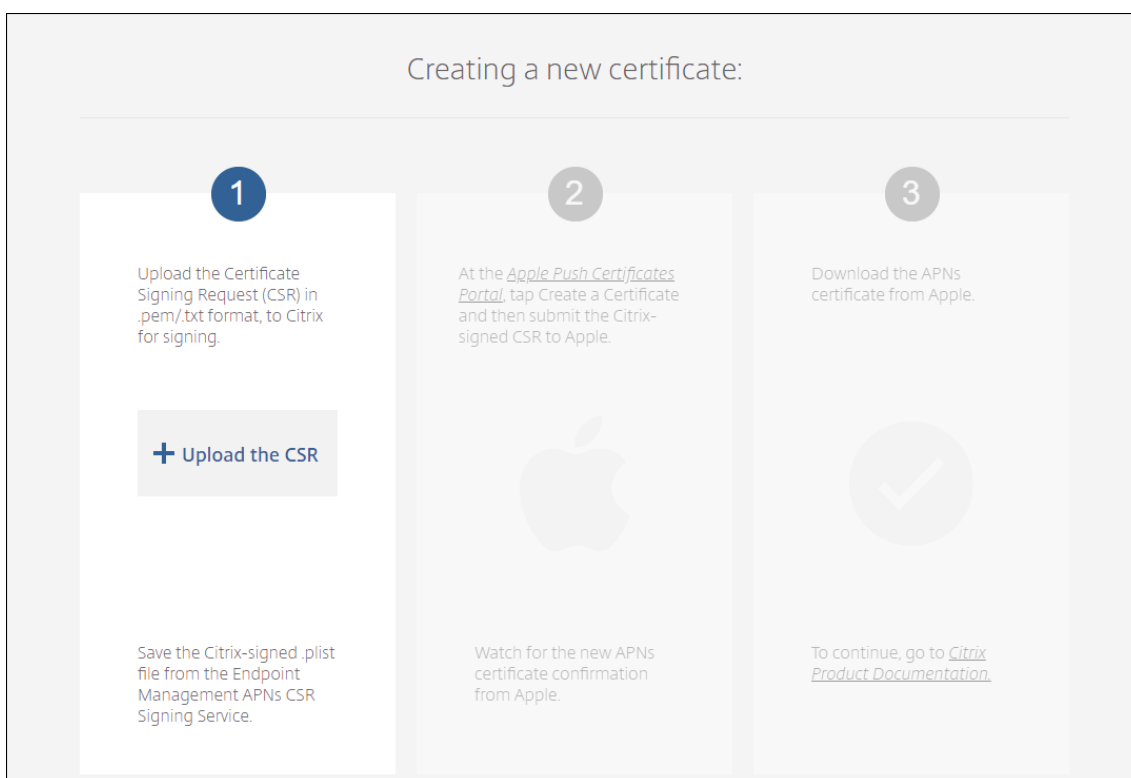 Creating a new certificate:
1
Upload the Certificate
Signing Request (CSR) in
.pem/.txt format, to Citrix
for signing.
+ Upload the CSR
Save the Citrix-signed .plist
file from the Endpoint
Management APNs CSR
Signing Service.
2
At the Apple Push Certificates
Portal, tap Create a Certificate
and then submit the Citrix-
signed CSR to Apple.
Watch for the new APNs
certificate confirmation
from Apple.
3
Download the APNs
certificate from Apple.
To continue, go to Citrix
Product Documentation.